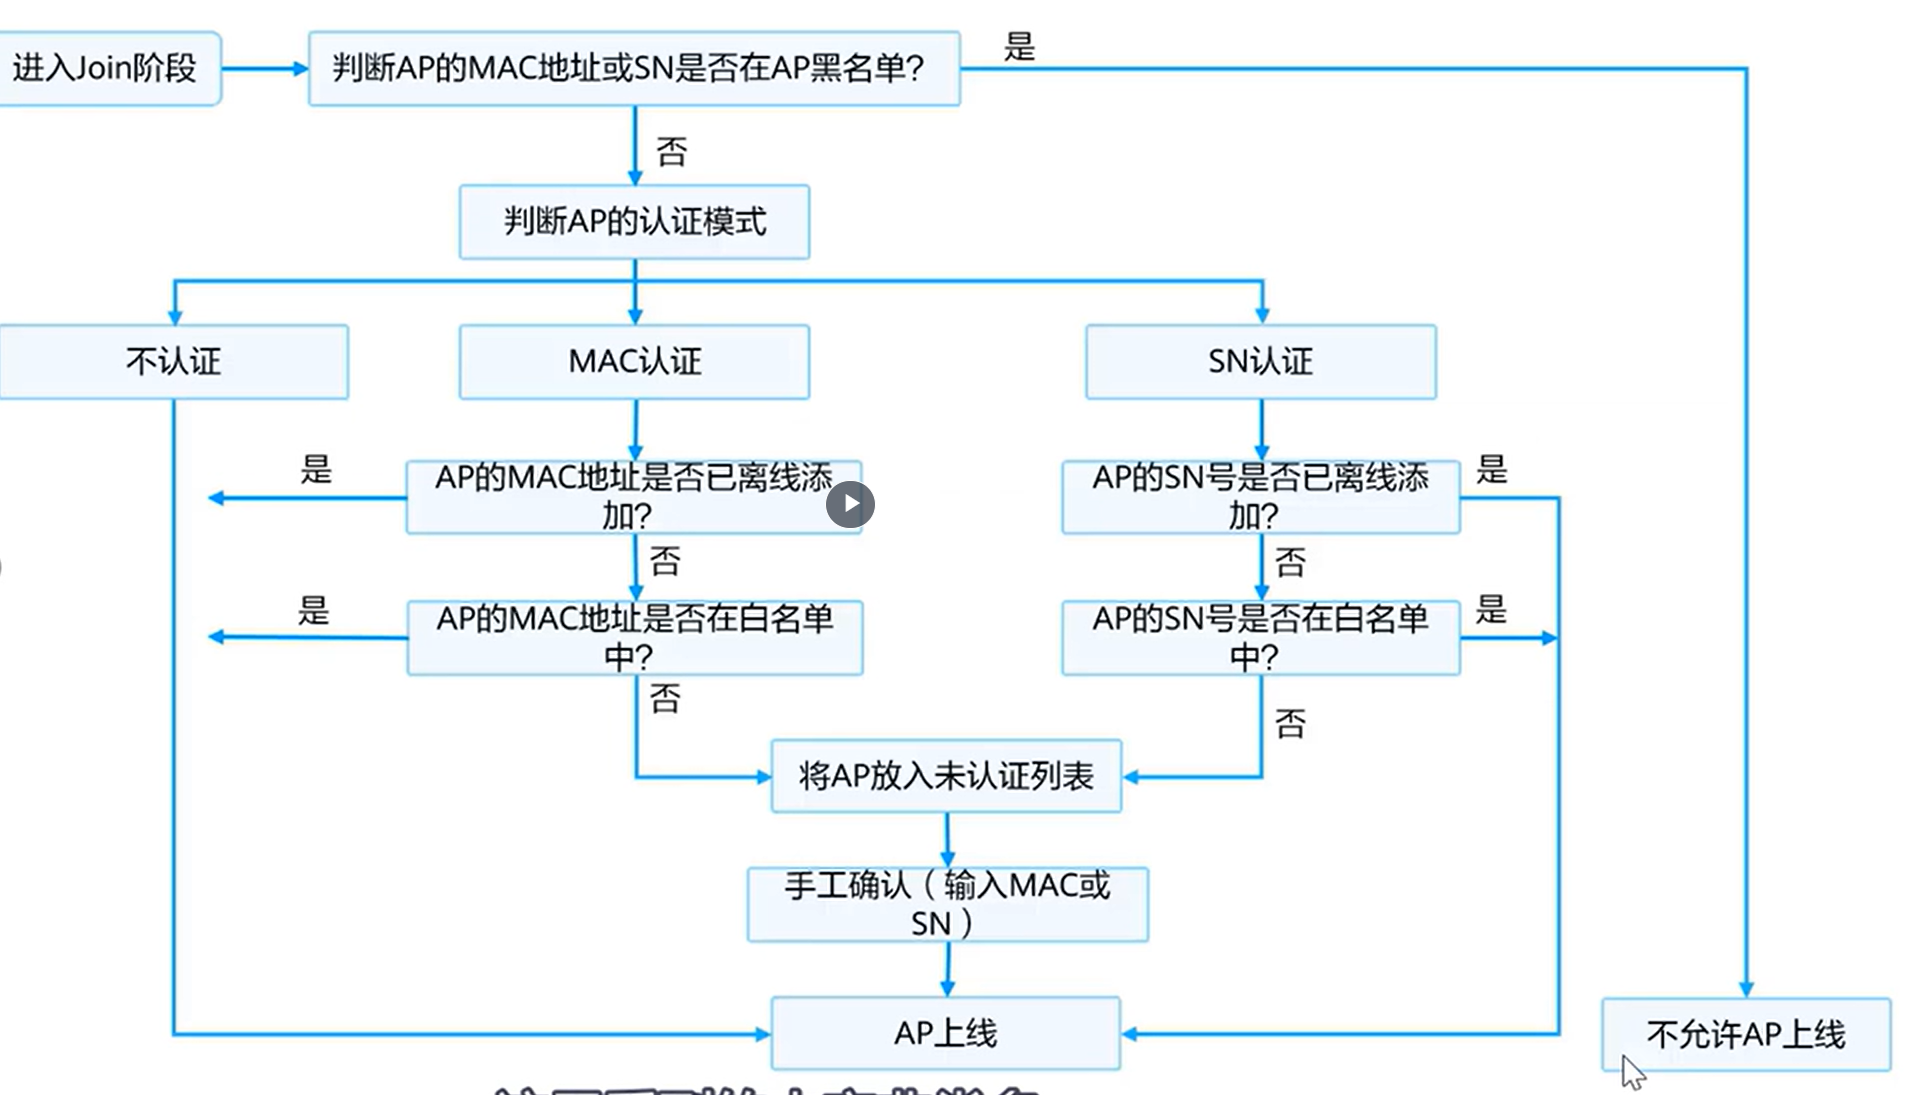 进入Join阶段
判断AP的MAC地址或SN是否在AP黑名单?
是
否
判断AP的认证模式
不认证
MAC认证
SN认证
是
AP的MAC地址是否已离线添
加?
AP的SN号是否已离线添
加?
是
否
否
是
AP的MAC地址是否在白名单
中?
AP的SN号是否在白名单
中?
是
否
否
将AP放入未认证列表
手工确认（输入MAC或
SN）
AP上线
不允许AP上线